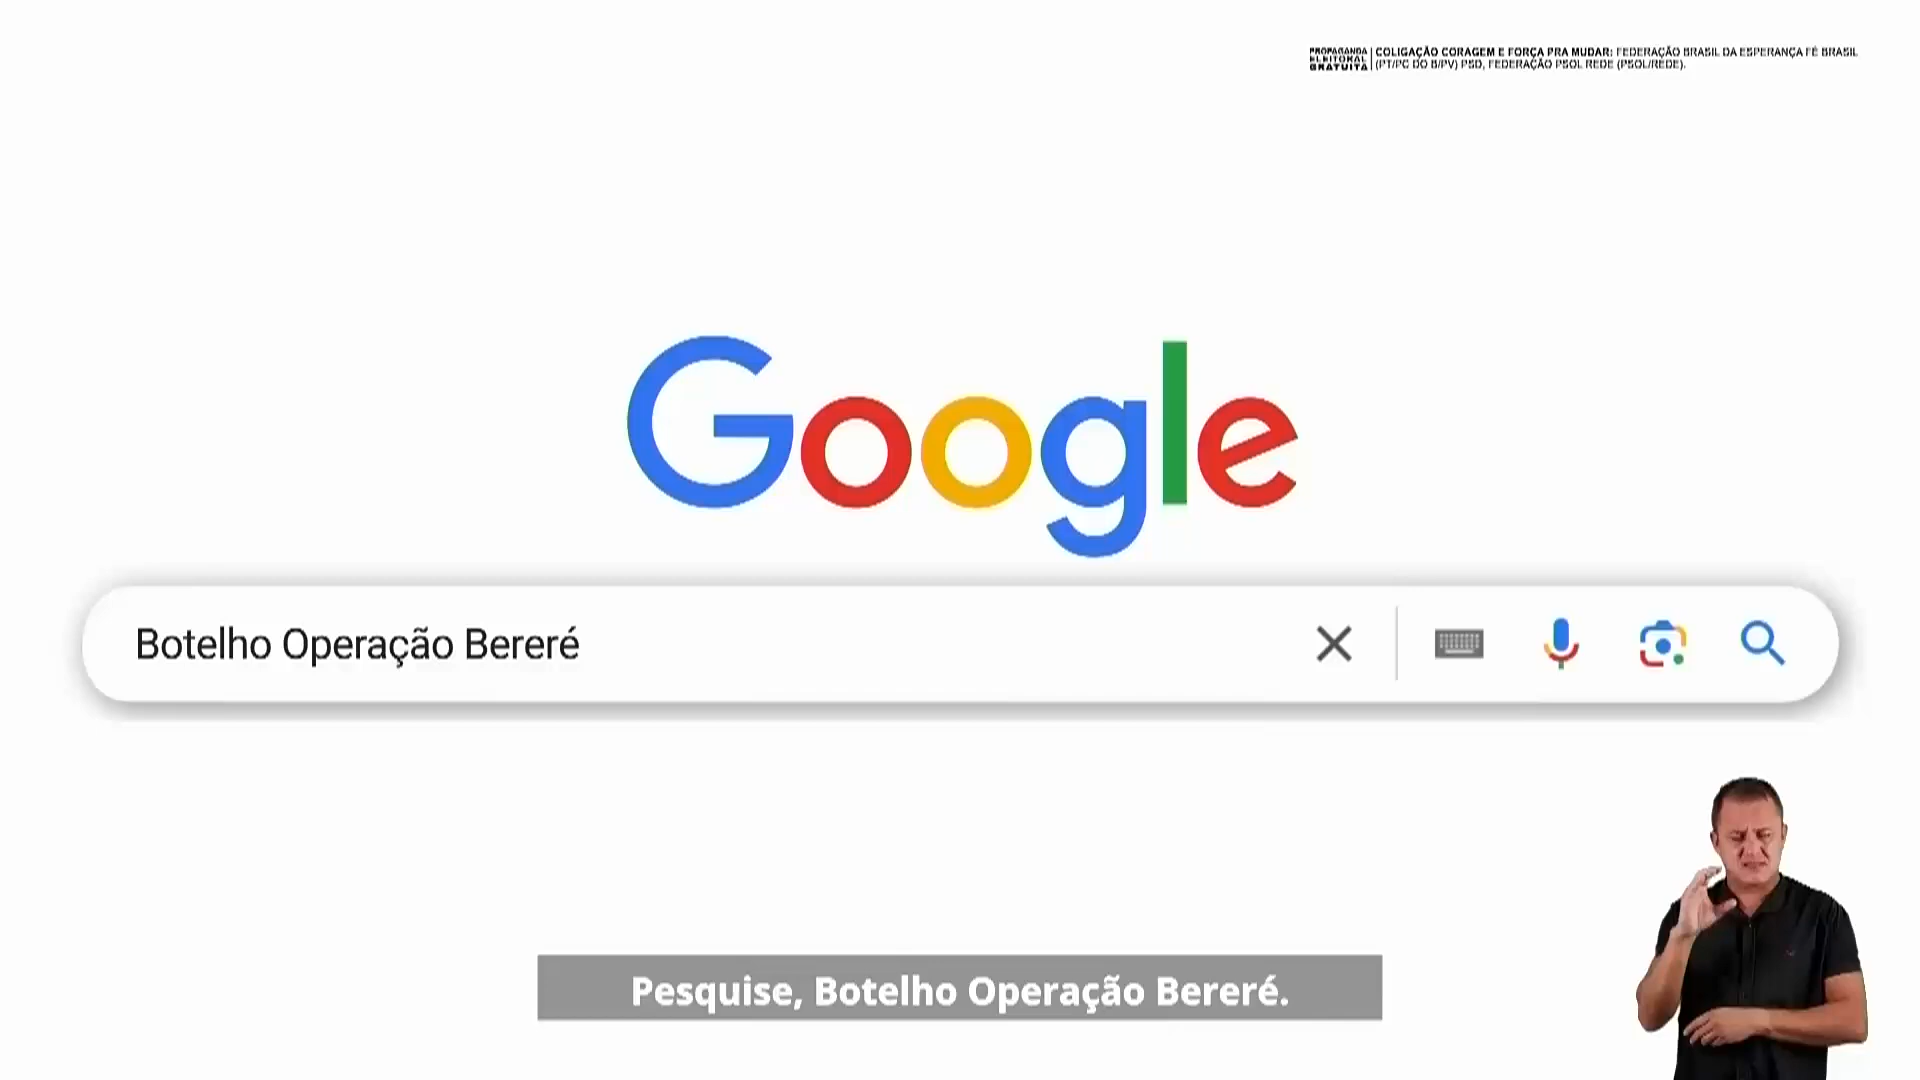 PROPAGANDA
ELEITORAL
GRATUITA
COLIGAÇÃO CORAGEM E FORÇA PRA MUDAR: FEDERAÇÃO BRASIL DA ESPERANÇA FÉ BRASIL
(PT/PC DO B/PV) PSD, FEDERAÇÃO PSOL REDE (PSOL/REDE).
Google
Botelho Operação Bereré
Pesquise, Botelho Operação Bereré.